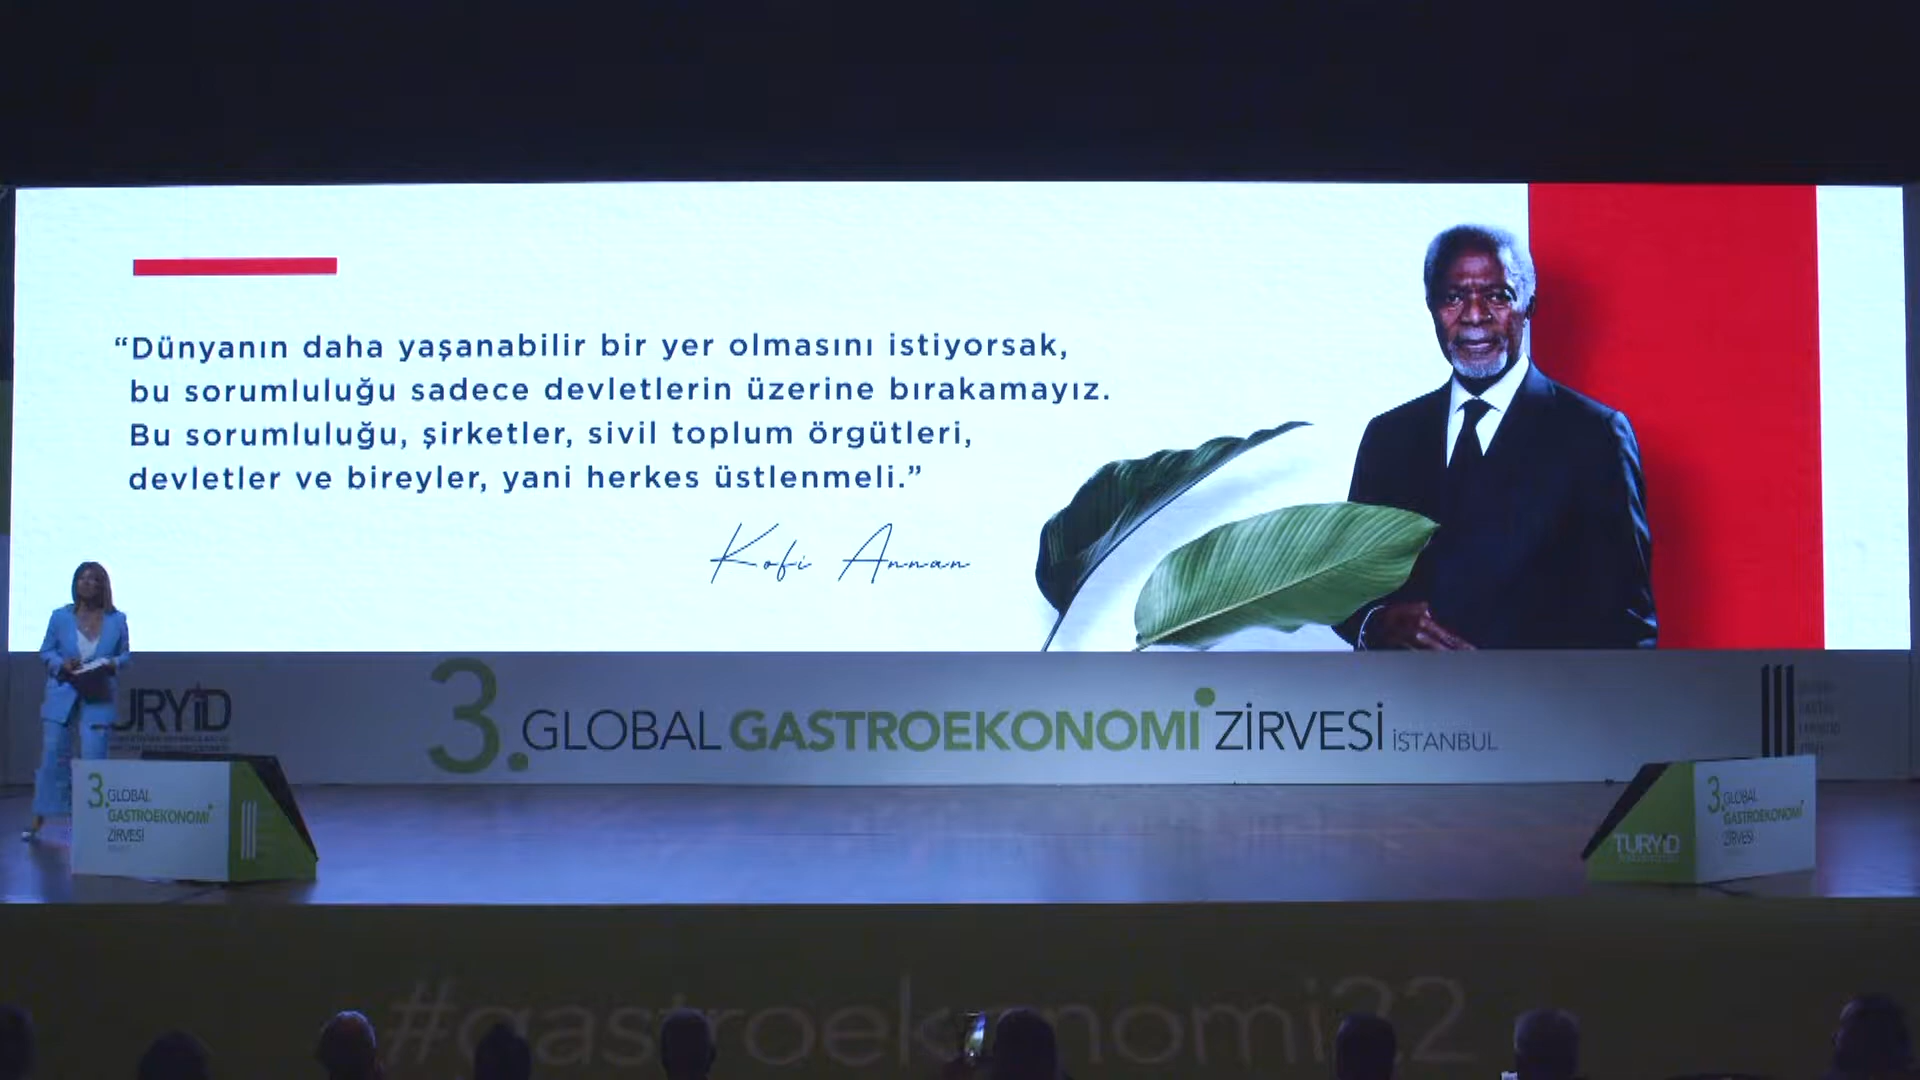 “Dünyanın daha yaşanabilir bir yer olmasını istiyorsak,
bu sorumluluğu sadece devletlerin üzerine bırakamayız.
Bu sorumluluğu, şirketler, sivil toplum örgütleri,
devletler ve bireyler, yani herkes üstlenmeli.”
Kofi Annan
URYİD
3. GLOBAL GASTROEKONOMİ ZİRVESİ İSTANBUL
3. GLOBAL
GASTROEKONOMİ
ZİRVESİ
TURYİD
3. GLOBAL
GASTROEKONOMİ
ZİRVESİ
#gastroekonomi22